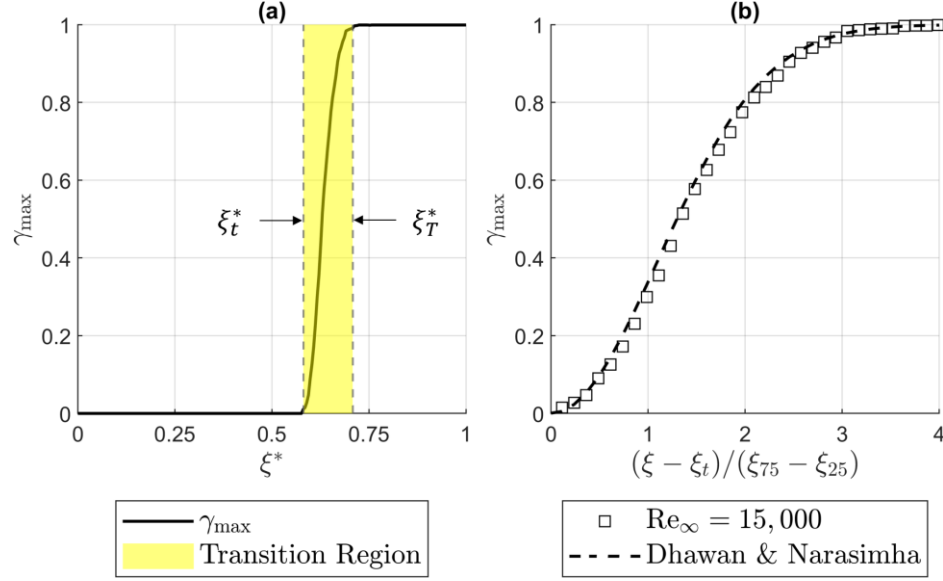 (a)
1
0.8
0.6
0.4
0.2
0
γmax
ξ*t
ξ*T
0 0.25 0.5 0.75 1
ξ*
γmax
Transition Region
(b)
1
0.8
0.6
0.4
0.2
0
γmax
0 1 2 3 4
(ξ − ξt)/(ξ75 − ξ25)
Re∞ = 15,000
Dhawan & Narasimha